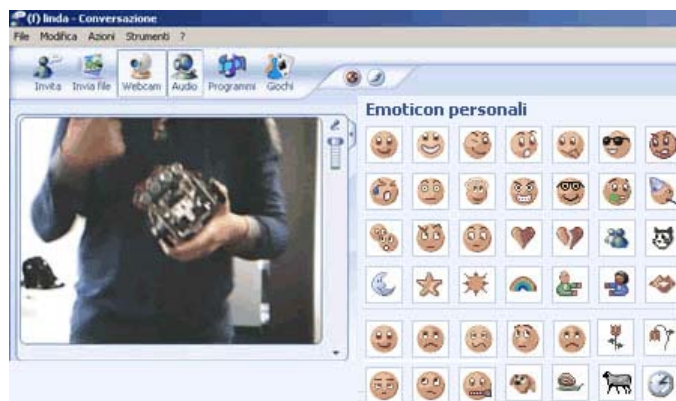 (f) linda - Conversazione
File Modifica Azioni Strumenti ?
Invita Invia file Webcam Audio Programmi Giochi
Emoticon personali